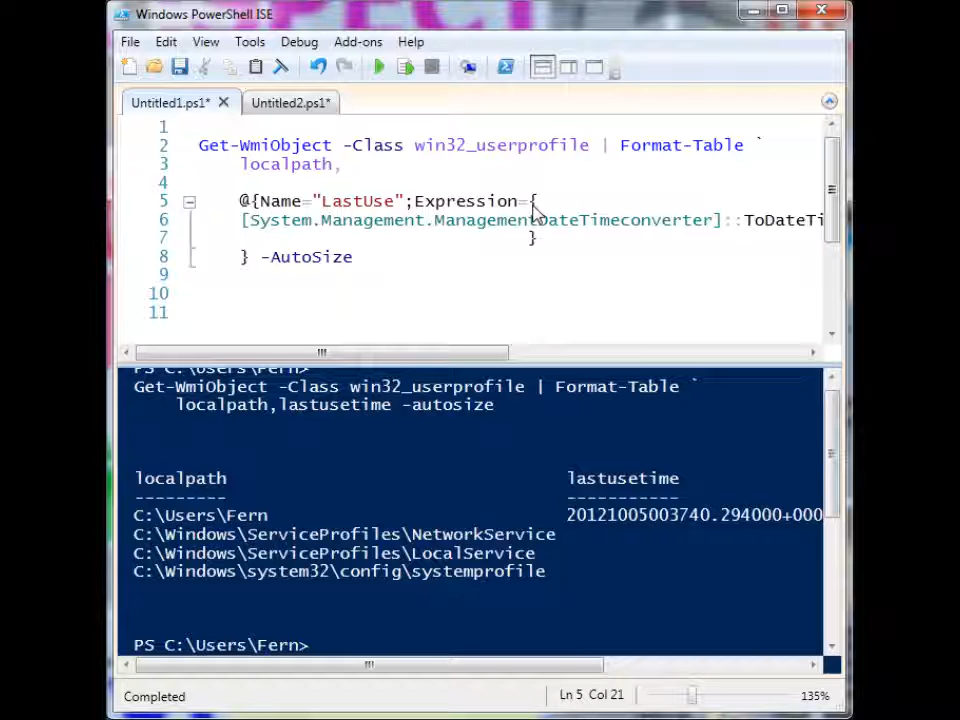 Windows PowerShell ISE
File Edit View Tools Debug Add-ons Help
Untitled1.ps1* Untitled2.ps1*
1
2 Get-WmiObject -Class win32_userprofile | Format-Table `
3 localpath,
4
5 @{Name="LastUse";Expression={
6 [System.Management.ManagementDateTimeconverter]::ToDateTi
7 }
8 } -AutoSize
9
10
11
PS C:\Users\Fern>
Get-WmiObject -Class win32_userprofile | Format-Table `
localpath,lastusetime -autosize
localpath lastusetime
--------- -----------
C:\Users\Fern 20121005003740.294000+000
C:\Windows\ServiceProfiles\NetworkService
C:\Windows\ServiceProfiles\LocalService
C:\Windows\system32\config\systemprofile
PS C:\Users\Fern>
Completed Ln 5 Col 21 135%